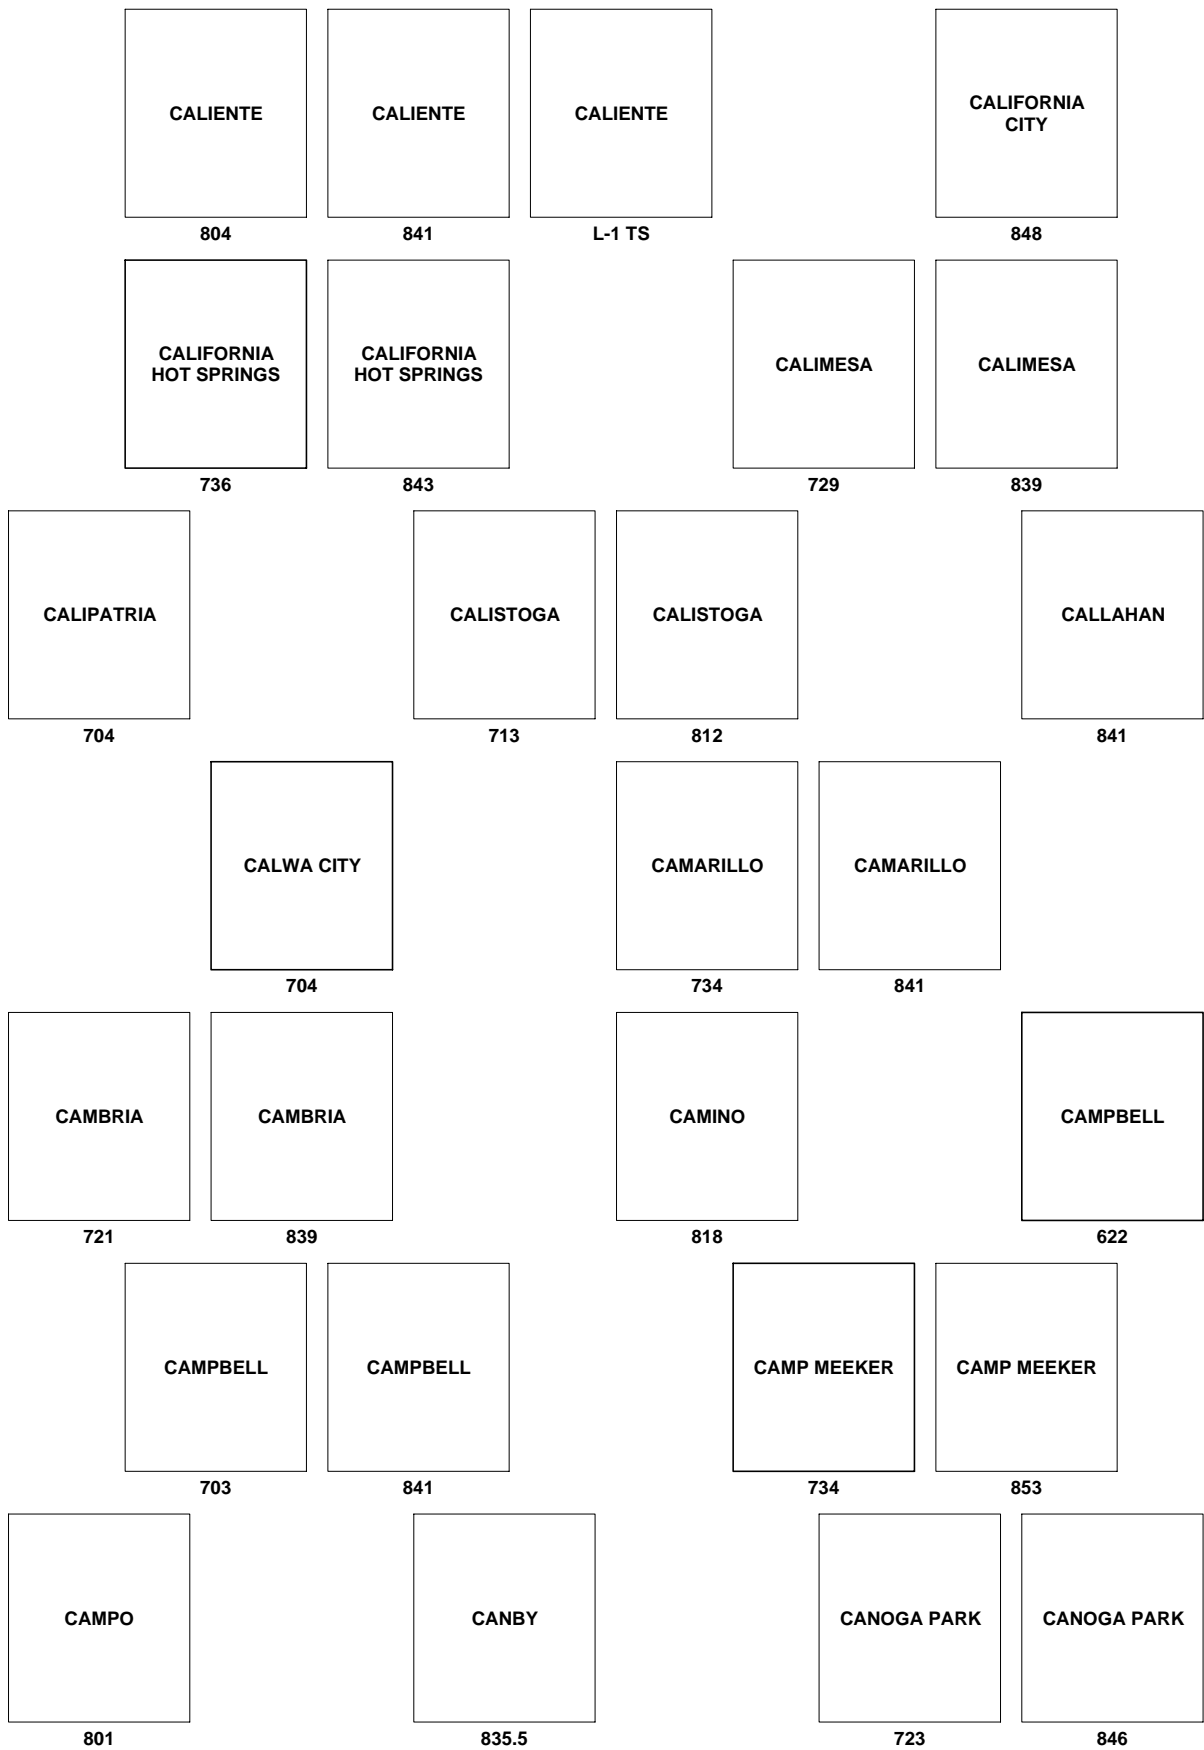 CALIENTE
CALIENTE
CALIENTE
CALIFORNIA
CITY
804
841
L-1 TS
848
CALIFORNIA
HOT SPRINGS
CALIFORNIA
HOT SPRINGS
CALIMESA
CALIMESA
736
843
729
839
CALIPATRIA
CALISTOGA
CALISTOGA
CALLAHAN
704
713
812
841
CALWA CITY
CAMARILLO
CAMARILLO
704
734
841
CAMBRIA
CAMBRIA
CAMINO
CAMPBELL
721
839
818
622
CAMPBELL
CAMPBELL
CAMP MEEKER
CAMP MEEKER
703
841
734
853
CAMPO
CANBY
CANOGA PARK
CANOGA PARK
801
835.5
723
846